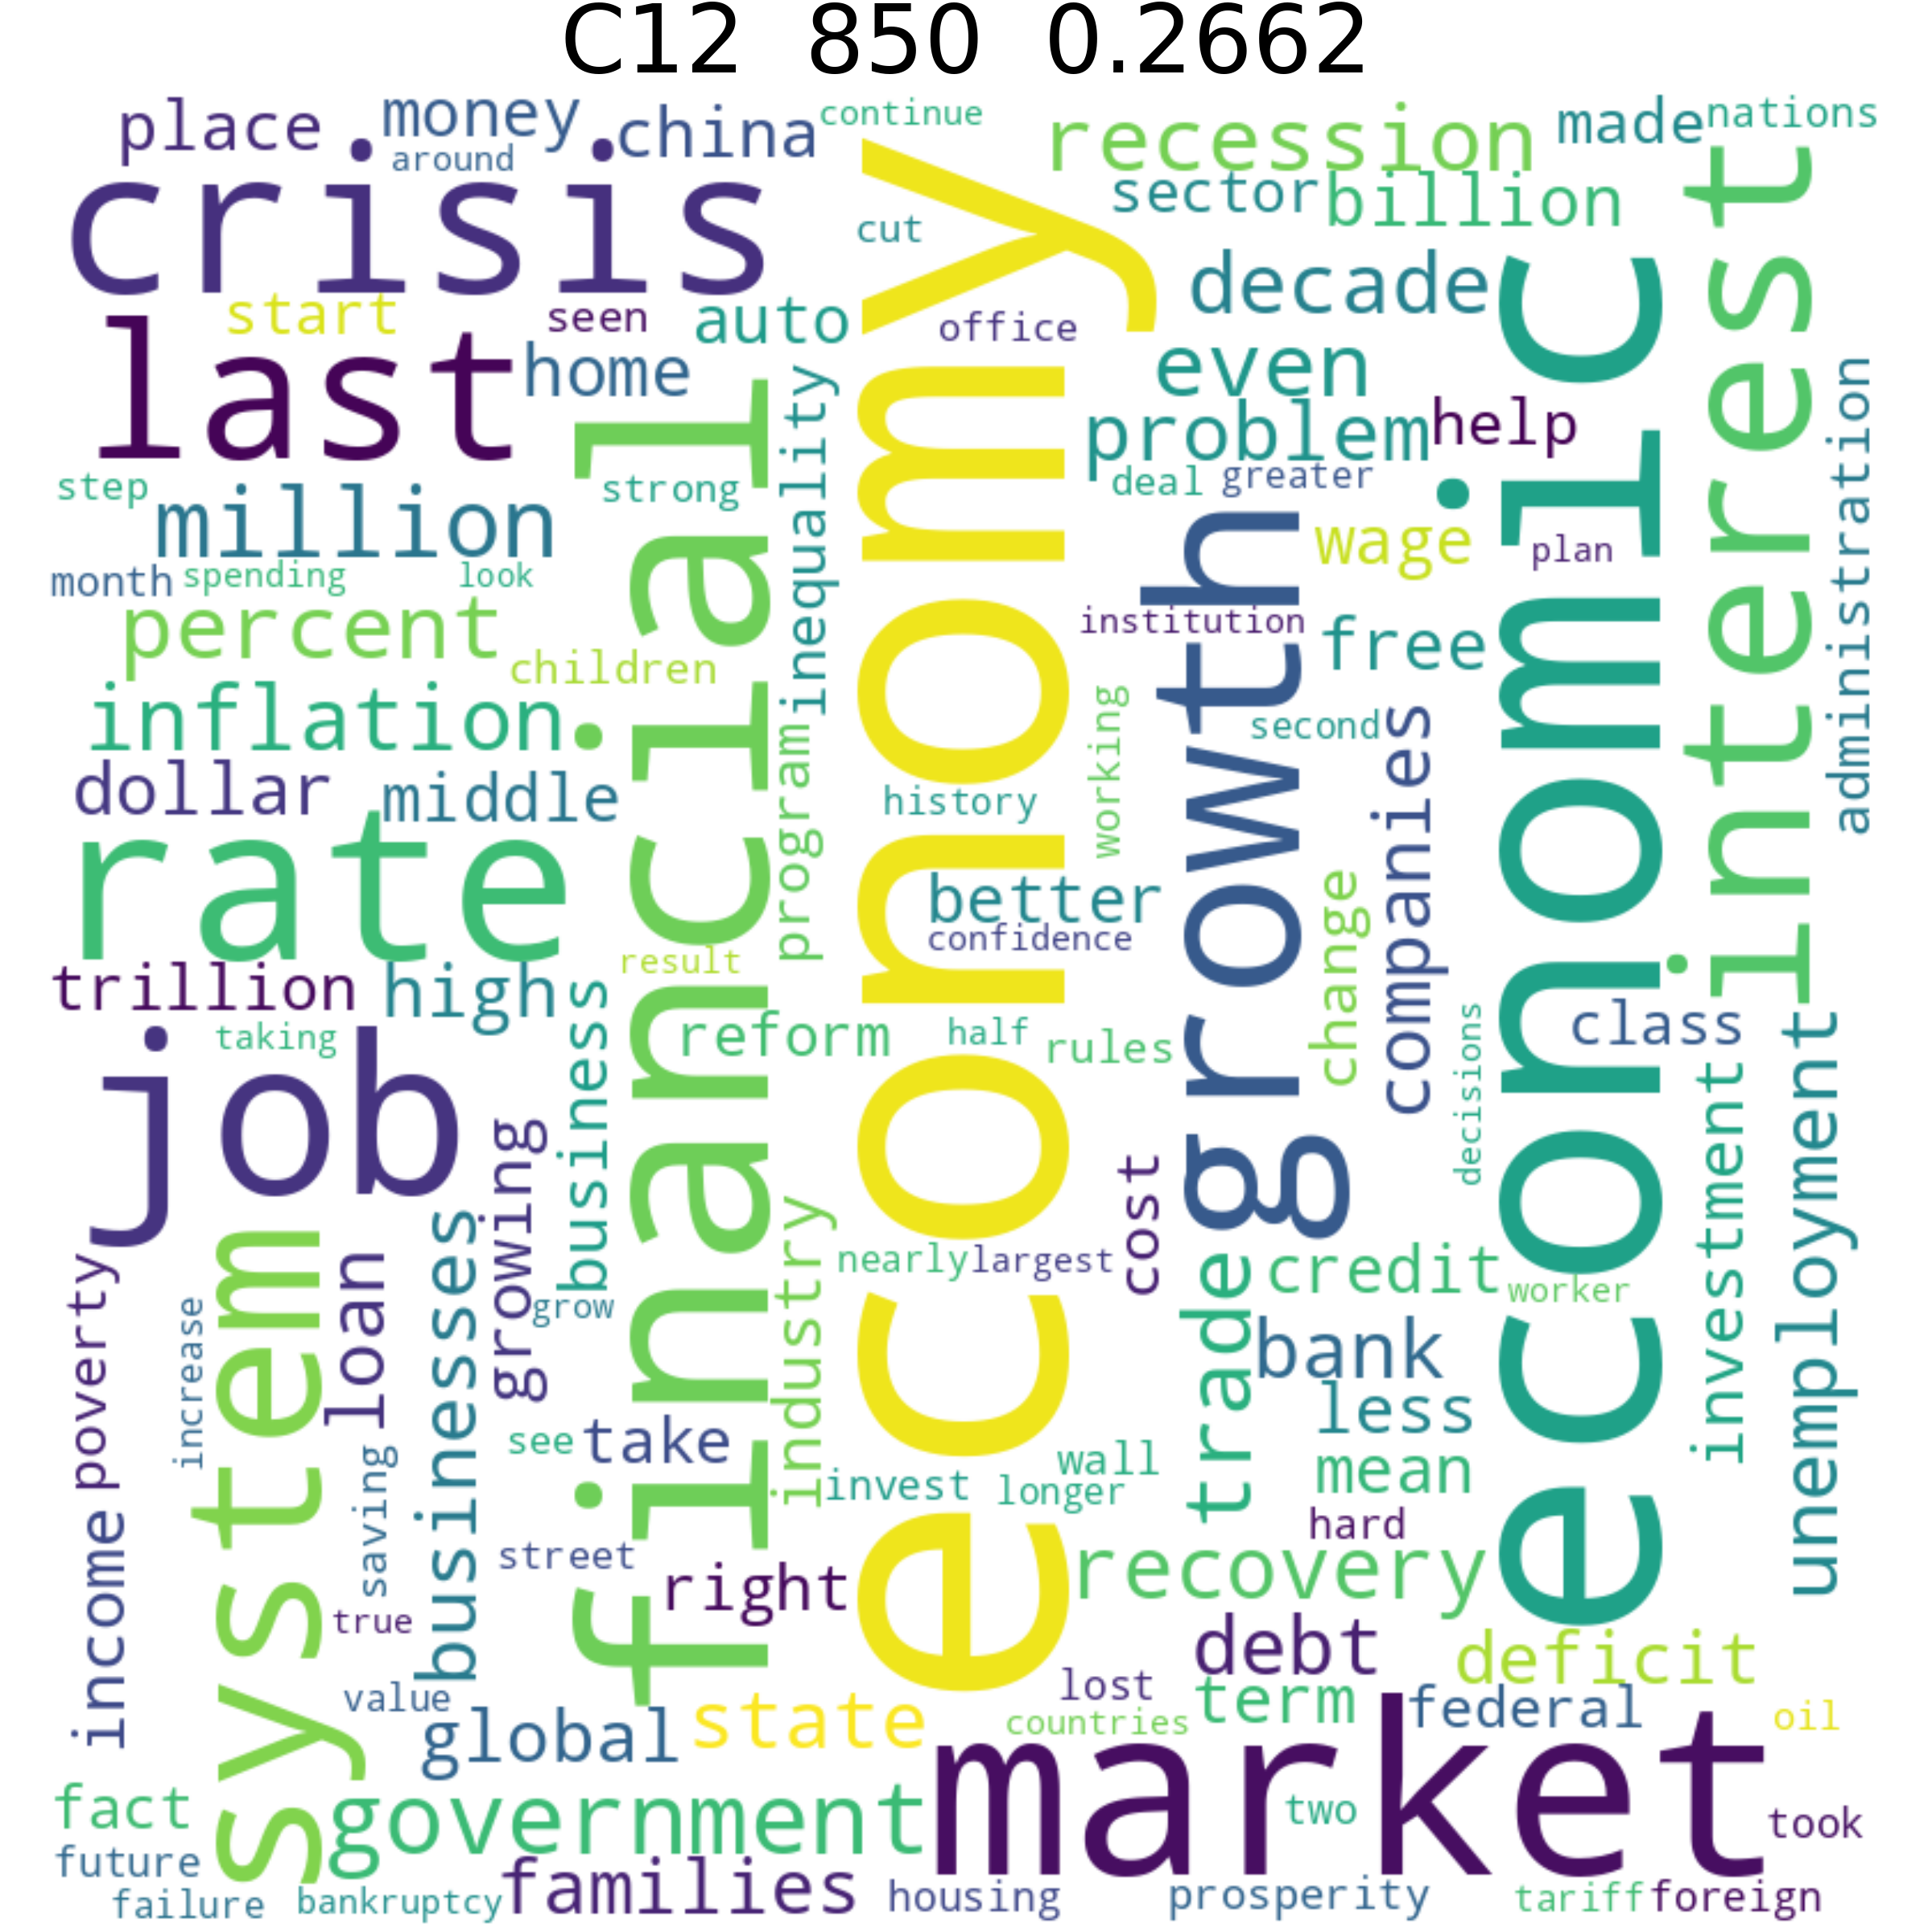 C12 850 0.2662
place
money
china
continue
recession
made
nations
around
crisis
cut
sector
billion
interest
decade
economic
economy
start
seen
auto
office
last
home
even
problem
help
administration
step
million
strong
inequality
deal
greater
growth
wage
plan
month
spending
look
financial
percent
children
institution
free
inflation
working
second
companies
dollar
middle
program
history
rate
better
confidence
change
result
trillion
high
business
reform
half
rules
decisions
class
unemployment
taking
job
growing
investment
cost
poverty
system
loan
businesses
grow
industry
nearly
largest
trade
credit
worker
increase
bank
less
see
take
wall
mean
invest
longer
saving
income
hard
street
right
recovery
true
debt
deficit
value
lost
term
federal
global
state
countries
oil
market
fact
government
two
took
future
families
housing
prosperity
tariff
foreign
failure
bankruptcy